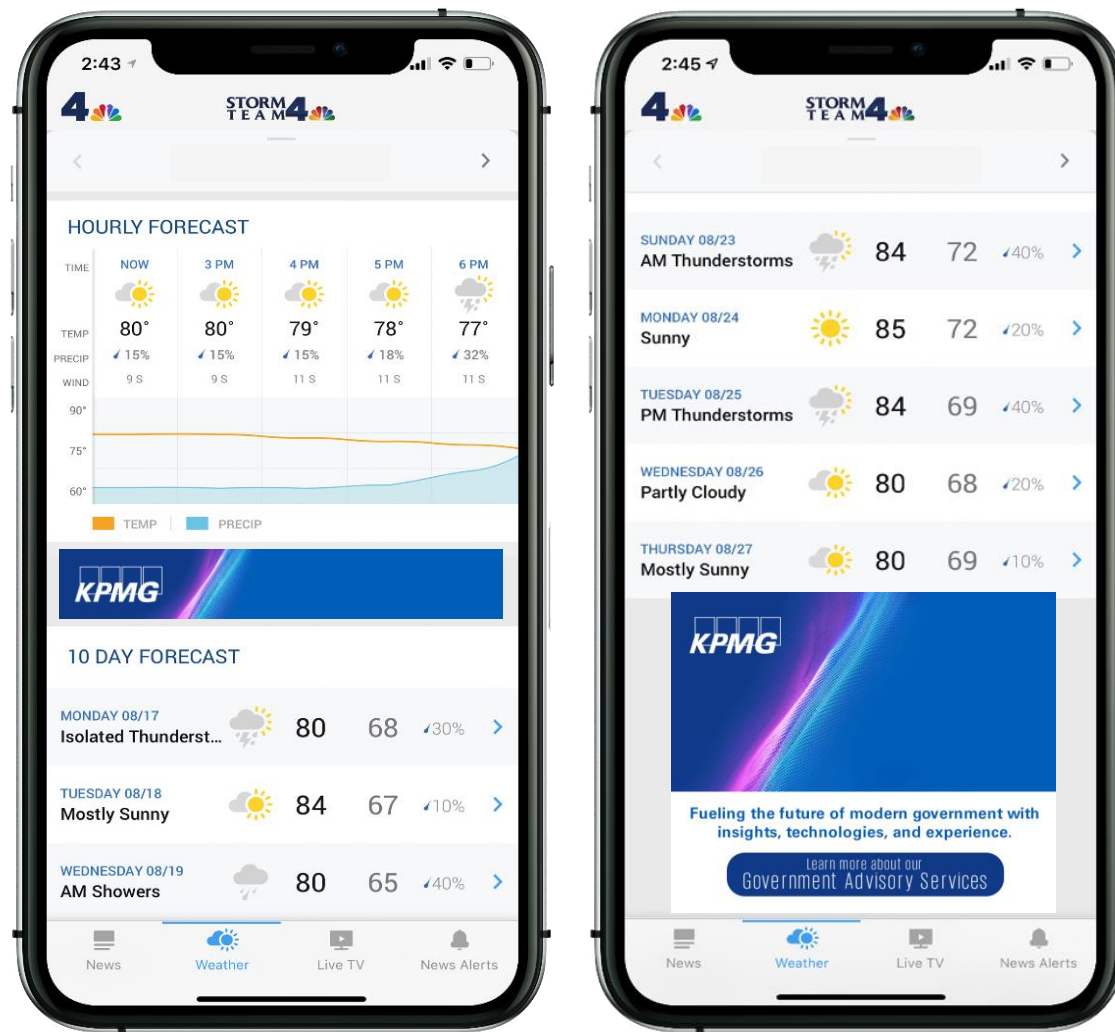 2:43
4
STORM
TEAM 4
HOURLY FORECAST
TIME NOW 3 PM 4 PM 5 PM 6 PM
TEMP 80° 80° 79° 78° 77°
PRECIP 15% 15% 15% 18% 32%
WIND 9 S 9 S 11 S 11 S 11 S
90°
75°
60°
TEMP PRECIP
KPMG
10 DAY FORECAST
MONDAY 08/17
Isolated Thunderst... 80 68 30%
TUESDAY 08/18
Mostly Sunny 84 67 10%
WEDNESDAY 08/19
AM Showers 80 65 40%
News Weather Live TV News Alerts
2:45
4
STORM
TEAM 4
SUNDAY 08/23
AM Thunderstorms 84 72 40%
MONDAY 08/24
Sunny 85 72 20%
TUESDAY 08/25
PM Thunderstorms 84 69 40%
WEDNESDAY 08/26
Partly Cloudy 80 68 20%
THURSDAY 08/27
Mostly Sunny 80 69 10%
KPMG
Fueling the future of modern government with
insights, technologies, and experience.
Learn more about our
Government Advisory Services
News Weather Live TV News Alerts